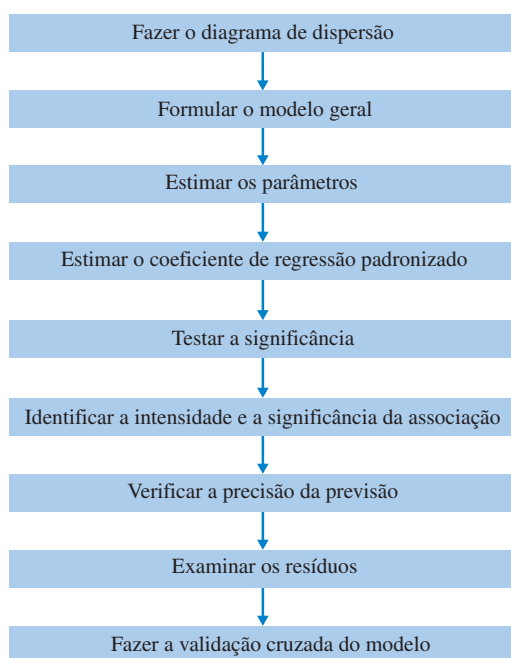 Fazer o diagrama de dispersão
Formular o modelo geral
Estimar os parâmetros
Estimar o coeficiente de regressão padronizado
Testar a significância
Identificar a intensidade e a significância da associação
Verificar a precisão da previsão
Examinar os resíduos
Fazer a validação cruzada do modelo